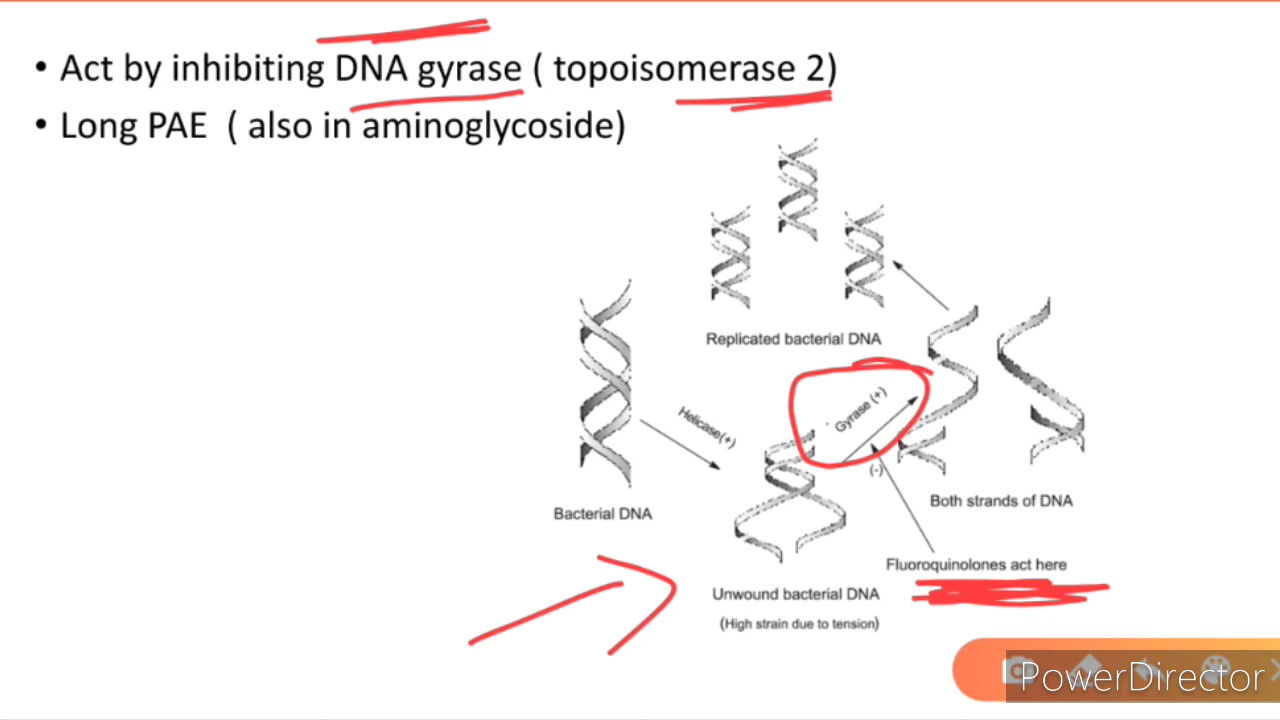 • Act by inhibiting DNA gyrase ( topoisomerase 2)
• Long PAE ( also in aminoglycoside)
Replicated bacterial DNA
Helicase(+)
Gyrase (+)
(-)
Bacterial DNA
Both strands of DNA
Fluoroquinolones act here
Unwound bacterial DNA
(High strain due to tension)
PowerDirector